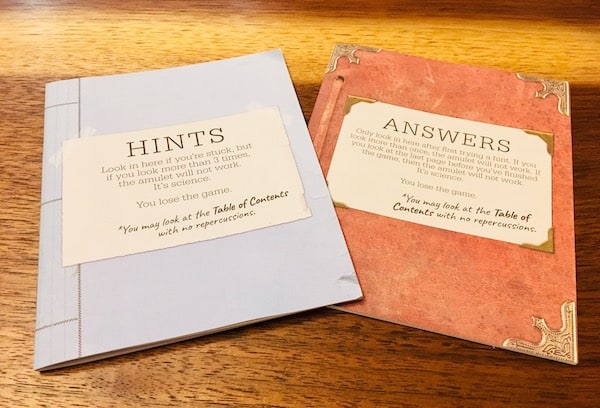 HINTS
Look in here if you're stuck, but
if you look more than 3 times,
the amulet will not work.
It's science.
You lose the game.
*You may look at the Table of Contents
with no repercussions.
ANSWERS
Only look in here after first trying a hint. If you
look more than once, the amulet will not work. If
you look at the last page before you've finished
the game, then the amulet will not work.
It's science.
You lose the game.
*You may look at the Table of
Contents with no repercussions.